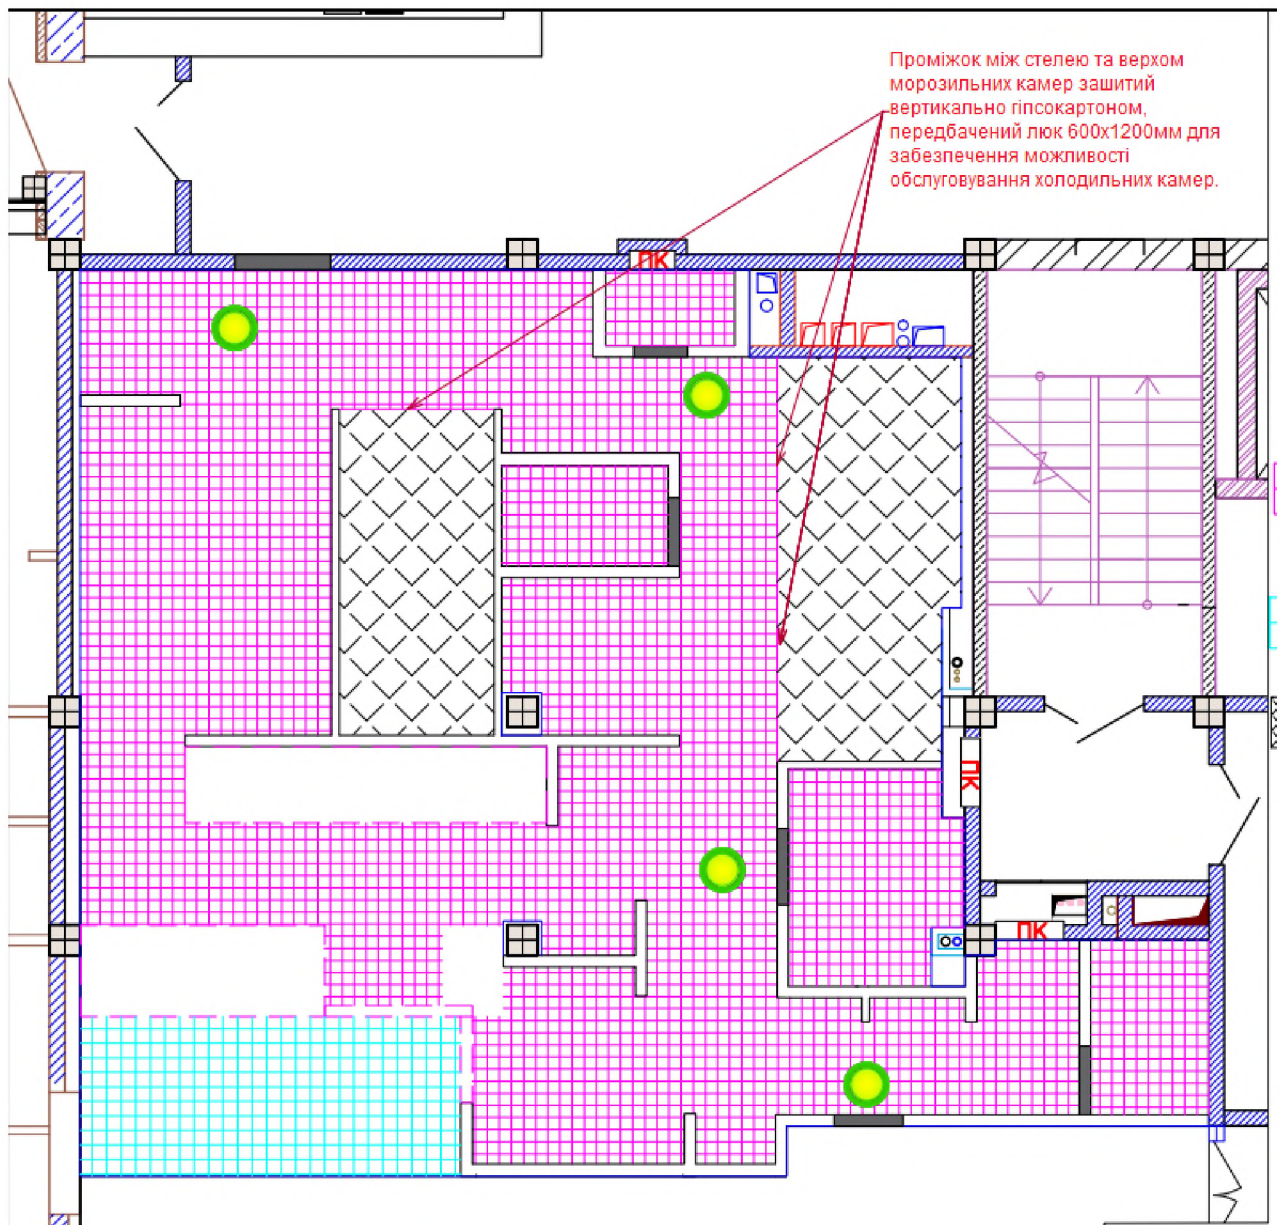 Проміжок між стелею та верхом
морозильних камер зашитий
вертикально гіпсокартоном,
передбачений люк 600х1200мм для
забезпечення можливості
обслуговування холодильних камер.
ПК
ПК
ПК